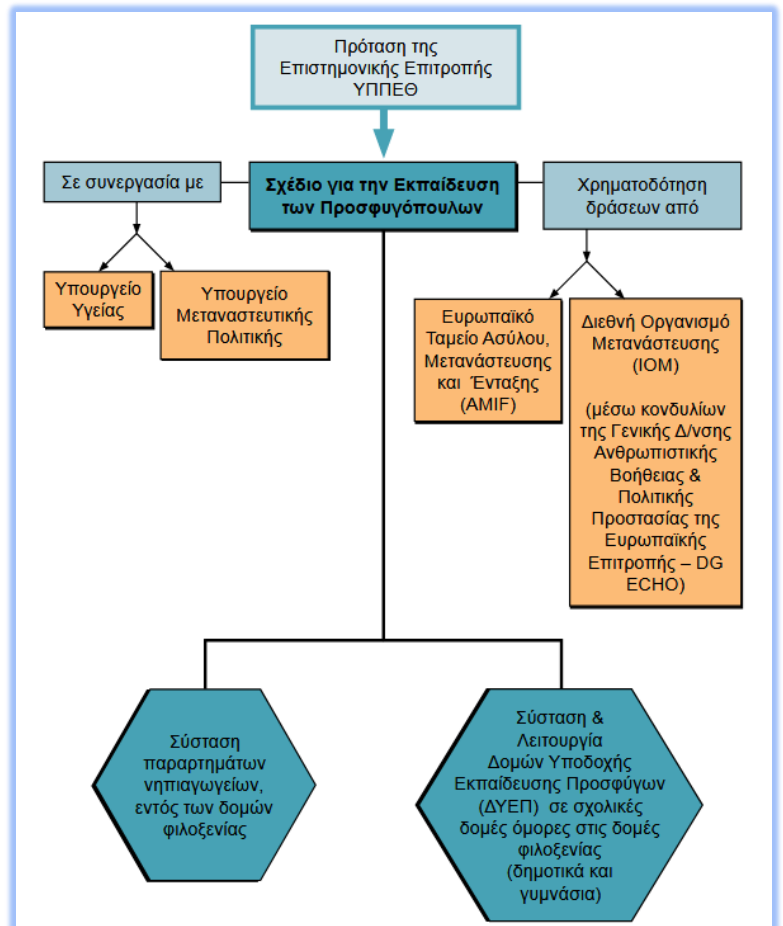 Πρόταση της
Επιστημονικής Επιτροπής
ΥΠΠΕΘ
Σε συνεργασία με
Σχέδιο για την Εκπαίδευση
των Προσφυγόπουλων
Χρηματοδότηση
δράσεων από
Υπουργείο
Υγείας
Υπουργείο
Μεταναστευτικής
Πολιτικής
Ευρωπαϊκό
Ταμείο Ασύλου,
Μετανάστευσης
και Ένταξης
(AMIF)
Διεθνή Οργανισμό
Μετανάστευσης
(IOM)
(μέσω κονδυλίων
της Γενικής Δ/νσης
Ανθρωπιστικής
Βοήθειας &
Πολιτικής
Προστασίας της
Ευρωπαϊκής
Επιτροπής – DG
ECHO)
Σύσταση
παραρτημάτων
νηπιαγωγείων,
εντός των δομών
φιλοξενίας
Σύσταση &
Λειτουργία
Δομών Υποδοχής
Εκπαίδευσης Προσφύγων
(ΔΥΕΠ) σε σχολικές
δομές όμορες στις δομές
φιλοξενίας
(δημοτικά και
γυμνάσια)